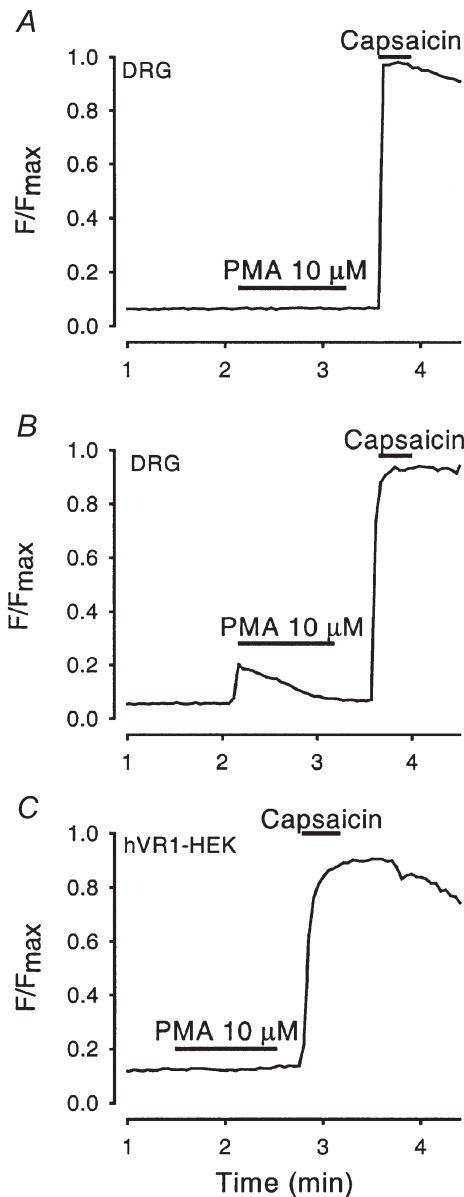 A
Capsaicin
1.0
DRG
0.8
0.6
F/Fmax
0.4
PMA 10 μM
0.2
0.0
1 2 3 4
B
Capsaicin
1.0
DRG
0.8
0.6
F/Fmax
0.4
PMA 10 μM
0.2
0.0
1 2 3 4
C
Capsaicin
1.0
hVR1-HEK
0.8
0.6
F/Fmax
0.4
PMA 10 μM
0.2
0.0
1 2 3 4
Time (min)